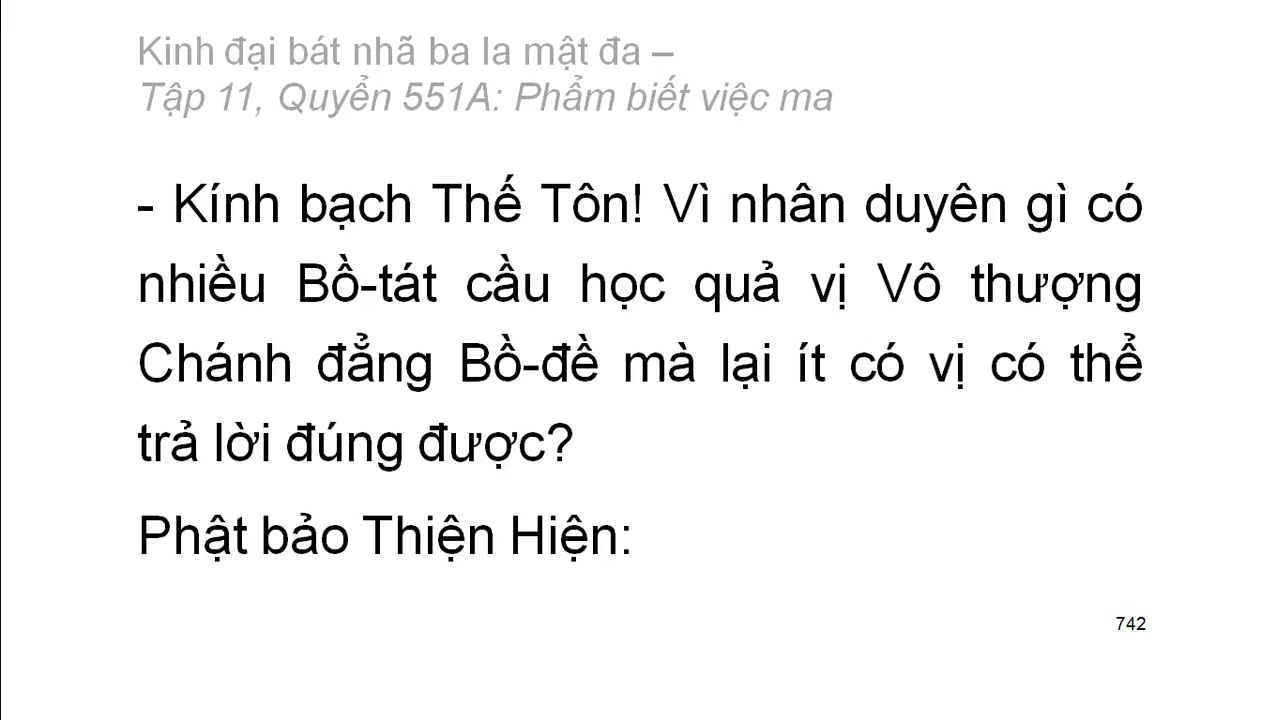 Kinh đại bát nhã ba la mật đa –
Tập 11, Quyển 551A: Phẩm biết việc ma
- Kính bạch Thế Tôn! Vì nhân duyên gì có
nhiều Bồ-tát cầu học quả vị Vô thượng
Chánh đẳng Bồ-đề mà lại ít có vị có thể
trả lời đúng được?
Phật bảo Thiện Hiện:
742